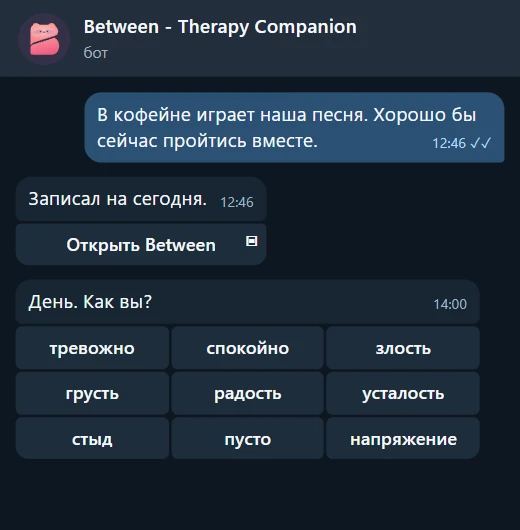 Between - Therapy Companion
бот
В кофейне играет наша песня. Хорошо бы
сейчас пройтись вместе. 12:46
Записал на сегодня. 12:46
Открыть Between
День. Как вы? 14:00
тревожно спокойно злость
грусть радость усталость
стыд пусто напряжение